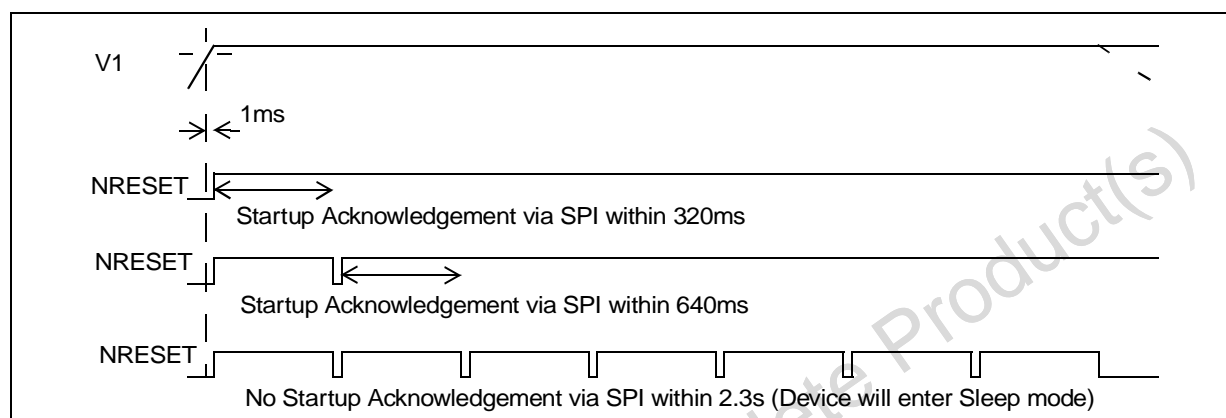 V1
1ms
NRESET
Startup Acknowledgement via SPI within 320ms
NRESET
Startup Acknowledgement via SPI within 640ms
NRESET
No Startup Acknowledgement via SPI within 2.3s (Device will enter Sleep mode)
Product(s)